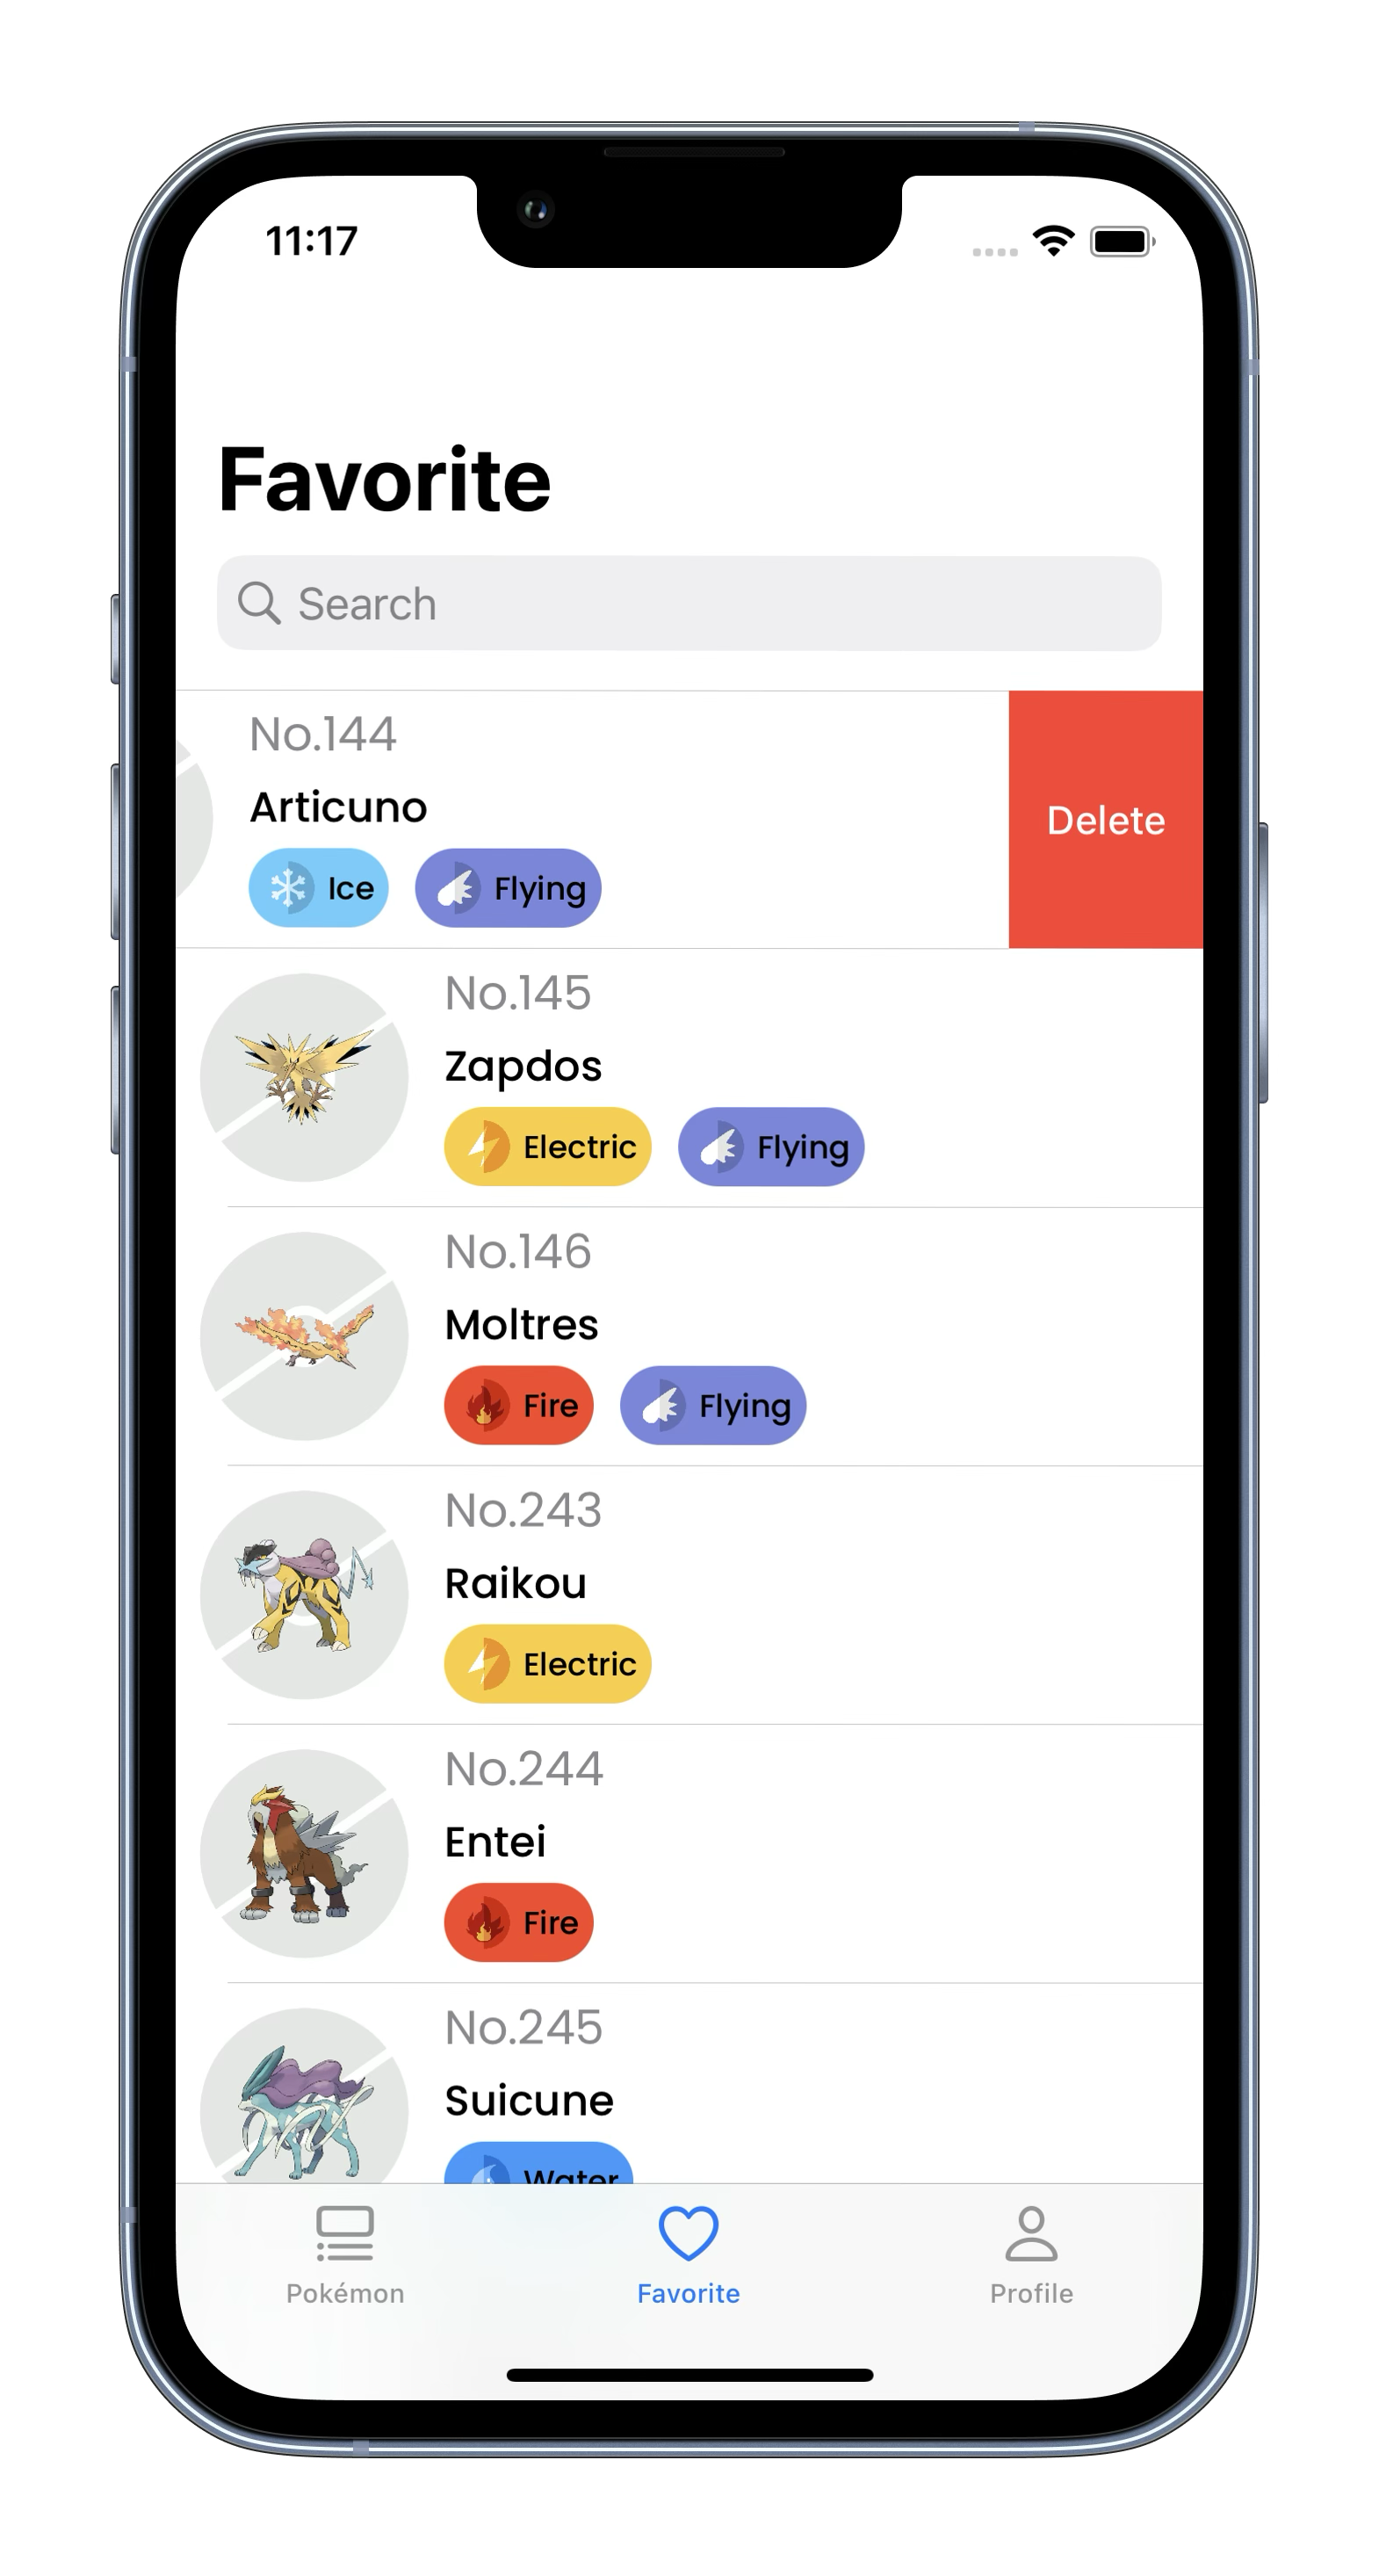 11:17
Favorite
Search
No.144
Articuno
Ice Flying
Delete
No.145
Zapdos
Electric Flying
No.146
Moltres
Fire Flying
No.243
Raikou
Electric
No.244
Entei
Fire
No.245
Suicune
Water
Pokémon Favorite Profile